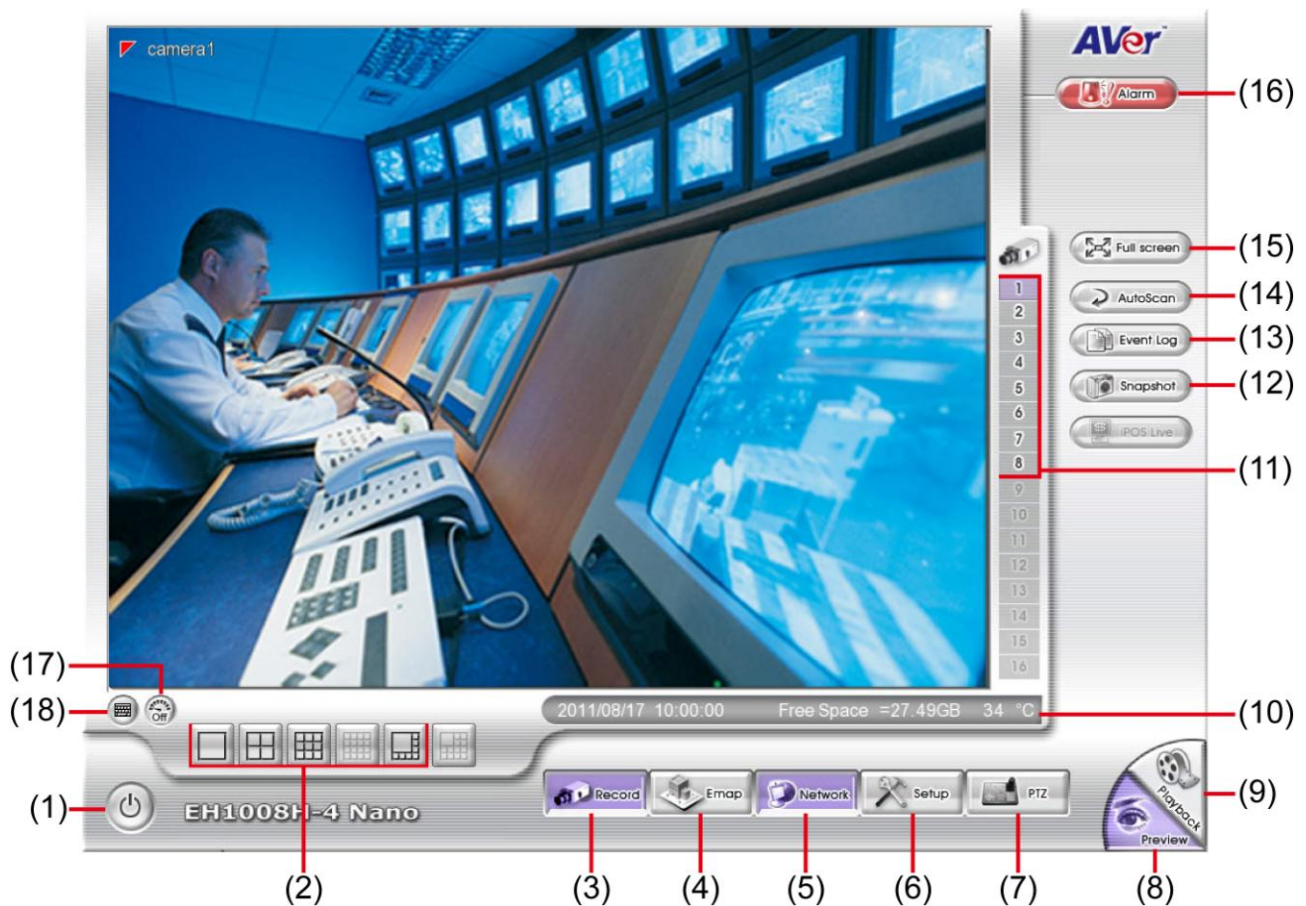 camera1
AVer
Alarm
(16)
Full screen
(15)
AutoScan
(14)
Event Log
(13)
Snapshot
(12)
iPOS Live
1
2
3
4
5
6
7
8
9
10
11
12
13
14
15
16
(11)
(17)
(18)
Off
2011/08/17 10:00:00 Free Space =27.49GB 34 °C
(10)
(1)
EH1008H-4 Nano
Record
Emap
Network
Setup
PTZ
Playback
Preview
(9)
(2)
(3)
(4)
(5)
(6)
(7)
(8)